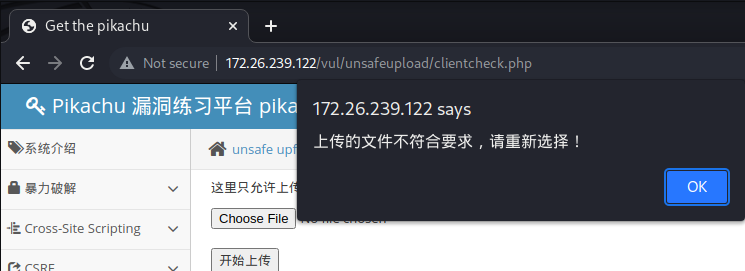 Get the pikachu
Not secure
172.26.239.122/vul/unsafeupload/clientcheck.php
Pikachu 漏洞练习平台 pika
172.26.239.122 says
上传的文件不符合要求，请重新选择！
OK
系统介绍
暴力破解
Cross-Site Scripting
CSRF
unsafe upf
这里只允许上传
Choose File No file chosen
开始上传